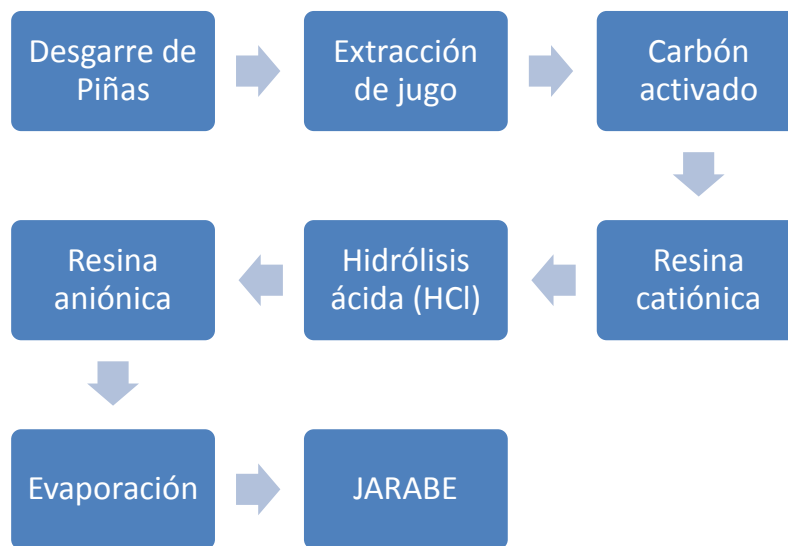 Desgarre de
Piñas
Extracción
de jugo
Carbón
activado
Resina
catiónica
Hidrólisis
ácida (HCl)
Resina
aniónica
Evaporación
JARABE